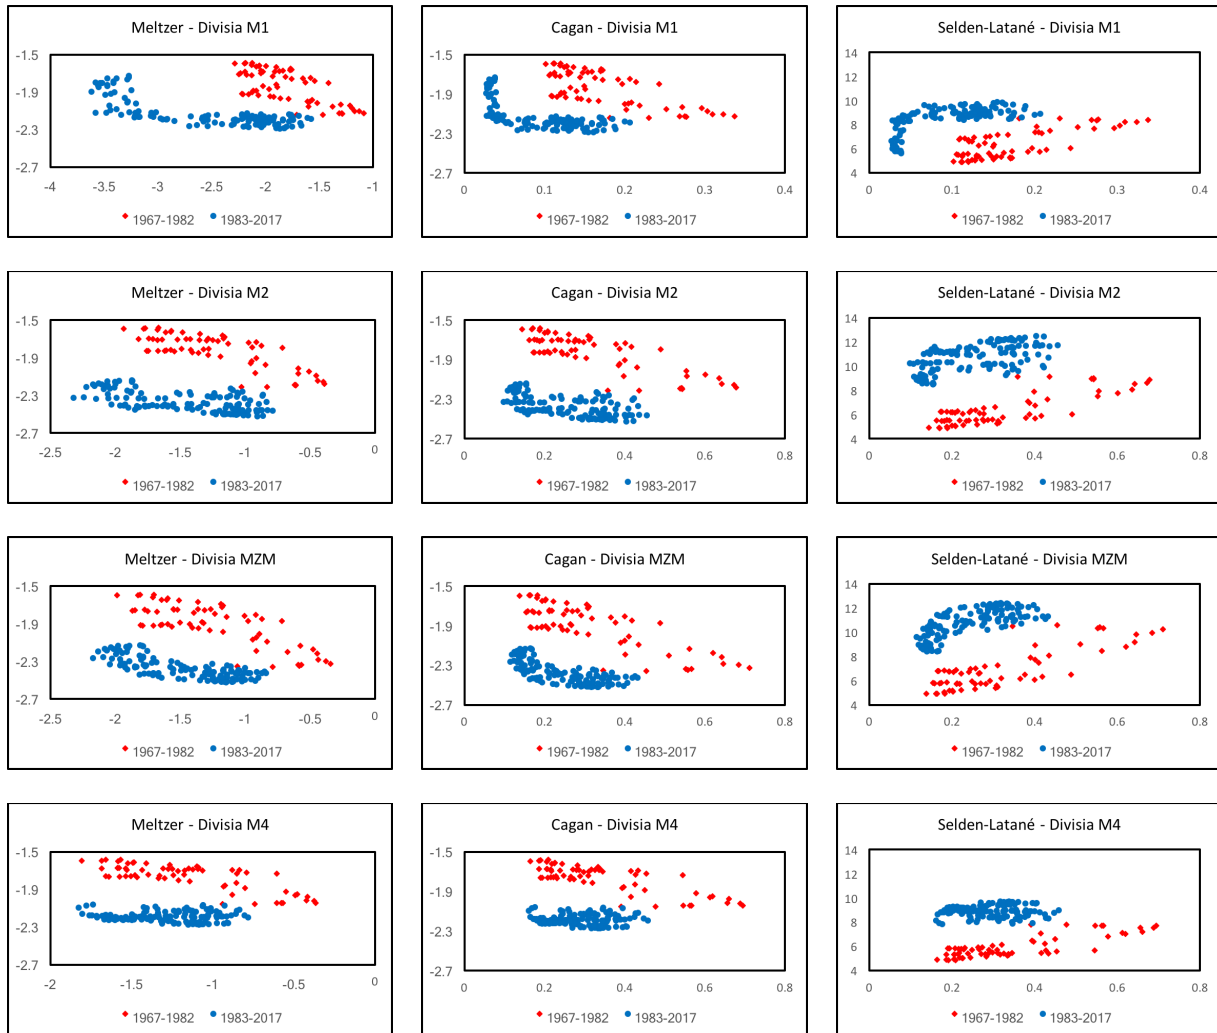 Meltzer - Divisia M1
-1.5
-1.9
-2.3
-2.7
-4 -3.5 -3 -2.5 -2 -1.5 -1
1967-1982 1983-2017
Cagan - Divisia M1
-1.5
-1.9
-2.3
-2.7
0 0.1 0.2 0.3 0.4
1967-1982 1983-2017
Selden-Latané - Divisia M1
14
12
10
8
6
4
0 0.1 0.2 0.3 0.4
1967-1982 1983-2017
Meltzer - Divisia M2
-1.5
-1.9
-2.3
-2.7
-2.5 -2 -1.5 -1 -0.5 0
1967-1982 1983-2017
Cagan - Divisia M2
-1.5
-1.9
-2.3
-2.7
0 0.2 0.4 0.6 0.8
1967-1982 1983-2017
Selden-Latané - Divisia M2
14
12
10
8
6
4
0 0.2 0.4 0.6 0.8
1967-1982 1983-2017
Meltzer - Divisia MZM
-1.5
-1.9
-2.3
-2.7
-2.5 -2 -1.5 -1 -0.5 0
1967-1982 1983-2017
Cagan - Divisia MZM
-1.5
-1.9
-2.3
-2.7
0 0.2 0.4 0.6 0.8
1967-1982 1983-2017
Selden-Latané - Divisia MZM
14
12
10
8
6
4
0 0.2 0.4 0.6 0.8
1967-1982 1983-2017
Meltzer - Divisia M4
-1.5
-1.9
-2.3
-2.7
-2 -1.5 -1 -0.5 0
1967-1982 1983-2017
Cagan - Divisia M4
-1.5
-1.9
-2.3
-2.7
0 0.2 0.4 0.6 0.8
1967-1982 1983-2017
Selden-Latané - Divisia M4
14
12
10
8
6
4
0 0.2 0.4 0.6 0.8
1967-1982 1983-2017